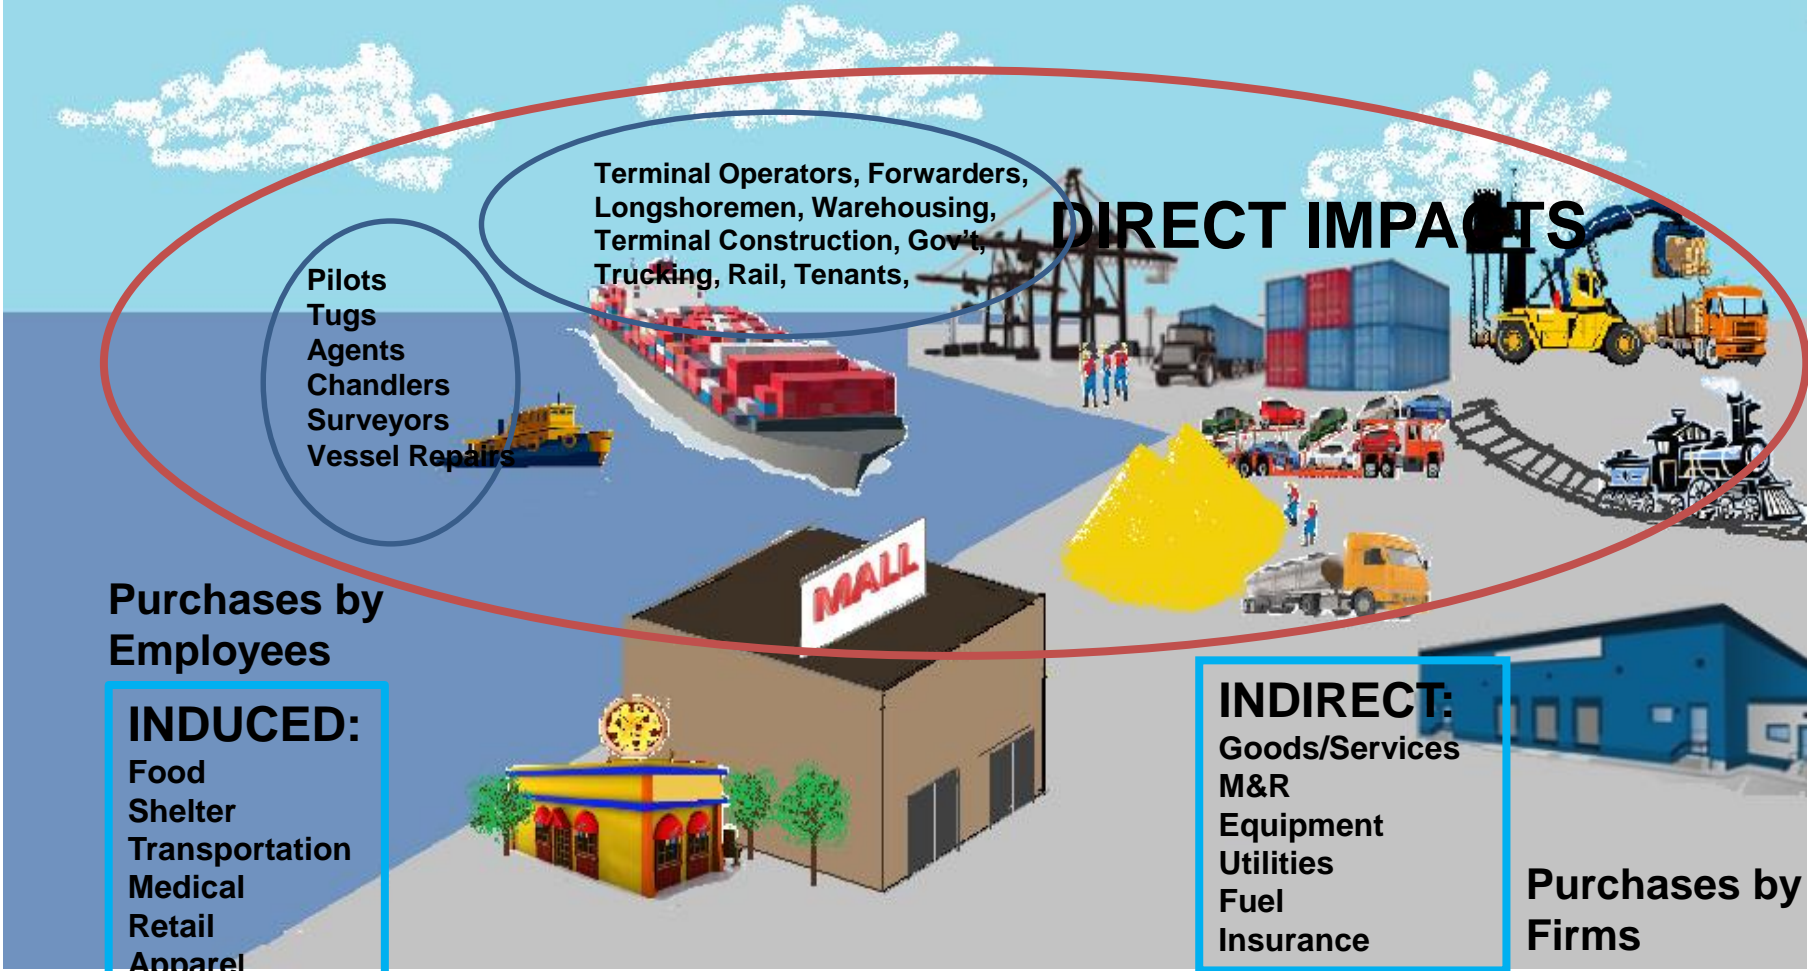 Terminal Operators, Forwarders,
Longshoremen, Warehousing,
Terminal Construction, Gov't,
Trucking, Rail, Tenants,
DIRECT IMPACTS
Pilots
Tugs
Agents
Chandlers
Surveyors
Vessel Repairs
MALL
Purchases by
Employees
INDUCED:
Food
Shelter
Transportation
Medical
Retail
Apparel
INDIRECT:
Goods/Services
M&R
Equipment
Utilities
Fuel
Insurance
Purchases by
Firms